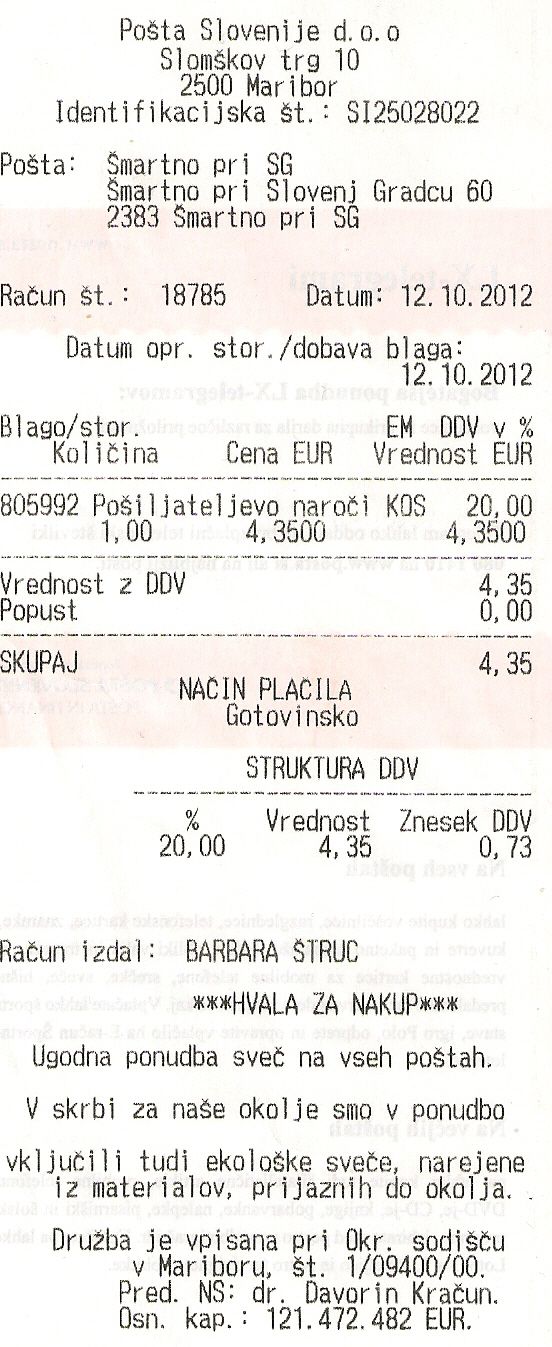 Pošta Slovenije d.o.o
Slomškov trg 10
2500 Maribor
Identifikacijska št.: SI25028022
Pošta: Šmartno pri SG
Šmartno pri Slovenj Gradcu 60
2383 Šmartno pri SG
Račun št.: 18785 Datum: 12.10.2012
Datum opr. stor./dobava blaga:
12.10.2012
Blago/stor. EM DDV v %
Količina Cena EUR Vrednost EUR
805992 Pošiljateljevo naroči KOS 20,00
1,00 4,3500 4,3500
Vrednost z DDV 4,35
Popust 0,00
SKUPAJ 4,35
NAČIN PLAČILA
Gotovinsko
STRUKTURA DDV
% Vrednost Znesek DDV
20,00 4,35 0,73
Račun izdal: BARBARA ŠTRUC
***HVALA ZA NAKUP***
Ugodna ponudba sveč na vseh poštah.
V skrbi za naše okolje smo v ponudbo
vključili tudi ekološke sveče, narejene
iz materialov, prijaznih do okolja.
Družba je vpisana pri Okr. sodišču
v Mariboru, št. 1/09400/00.
Pred. NS: dr. Davorin Kračun.
Osn. kap.: 121.472.482 EUR.